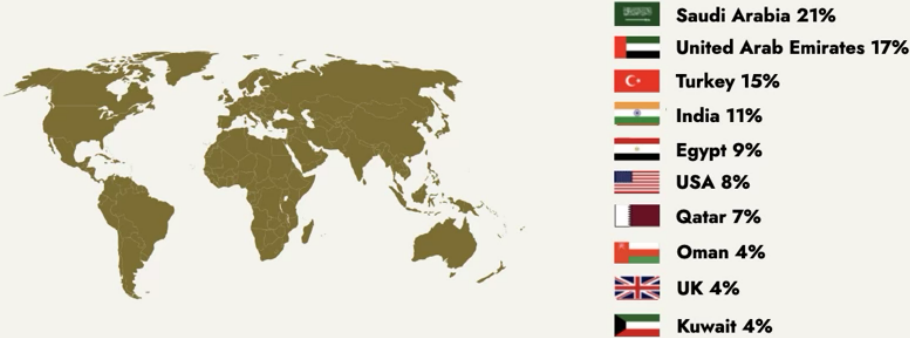 Saudi Arabia 21%
United Arab Emirates 17%
Turkey 15%
India 11%
Egypt 9%
USA 8%
Qatar 7%
Oman 4%
UK 4%
Kuwait 4%